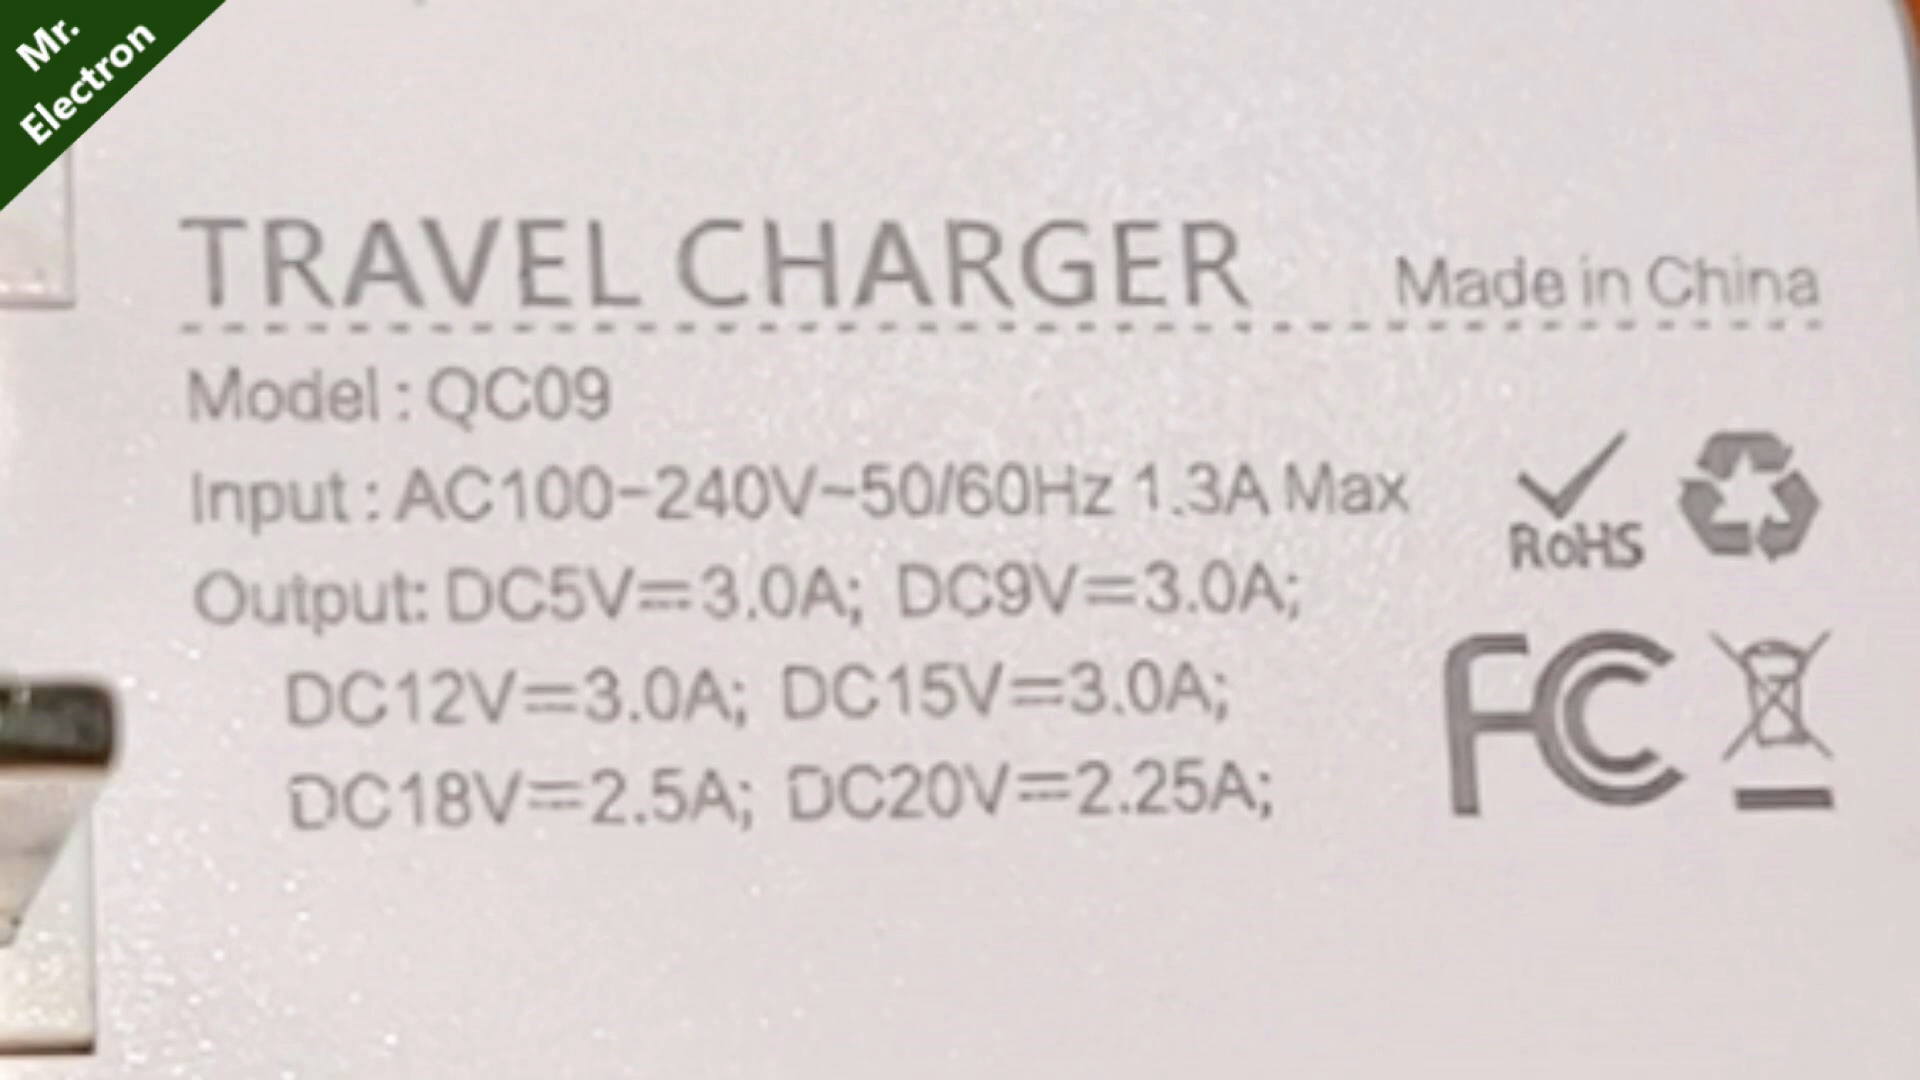 Mr.
Electron
TRAVEL CHARGER
Made in China
Model : QC09
Input : AC100-240V~50/60Hz 1.3A Max
Output: DC5V⎓3.0A; DC9V⎓3.0A;
DC12V⎓3.0A; DC15V⎓3.0A;
DC18V⎓2.5A; DC20V⎓2.25A;
RoHS
FC